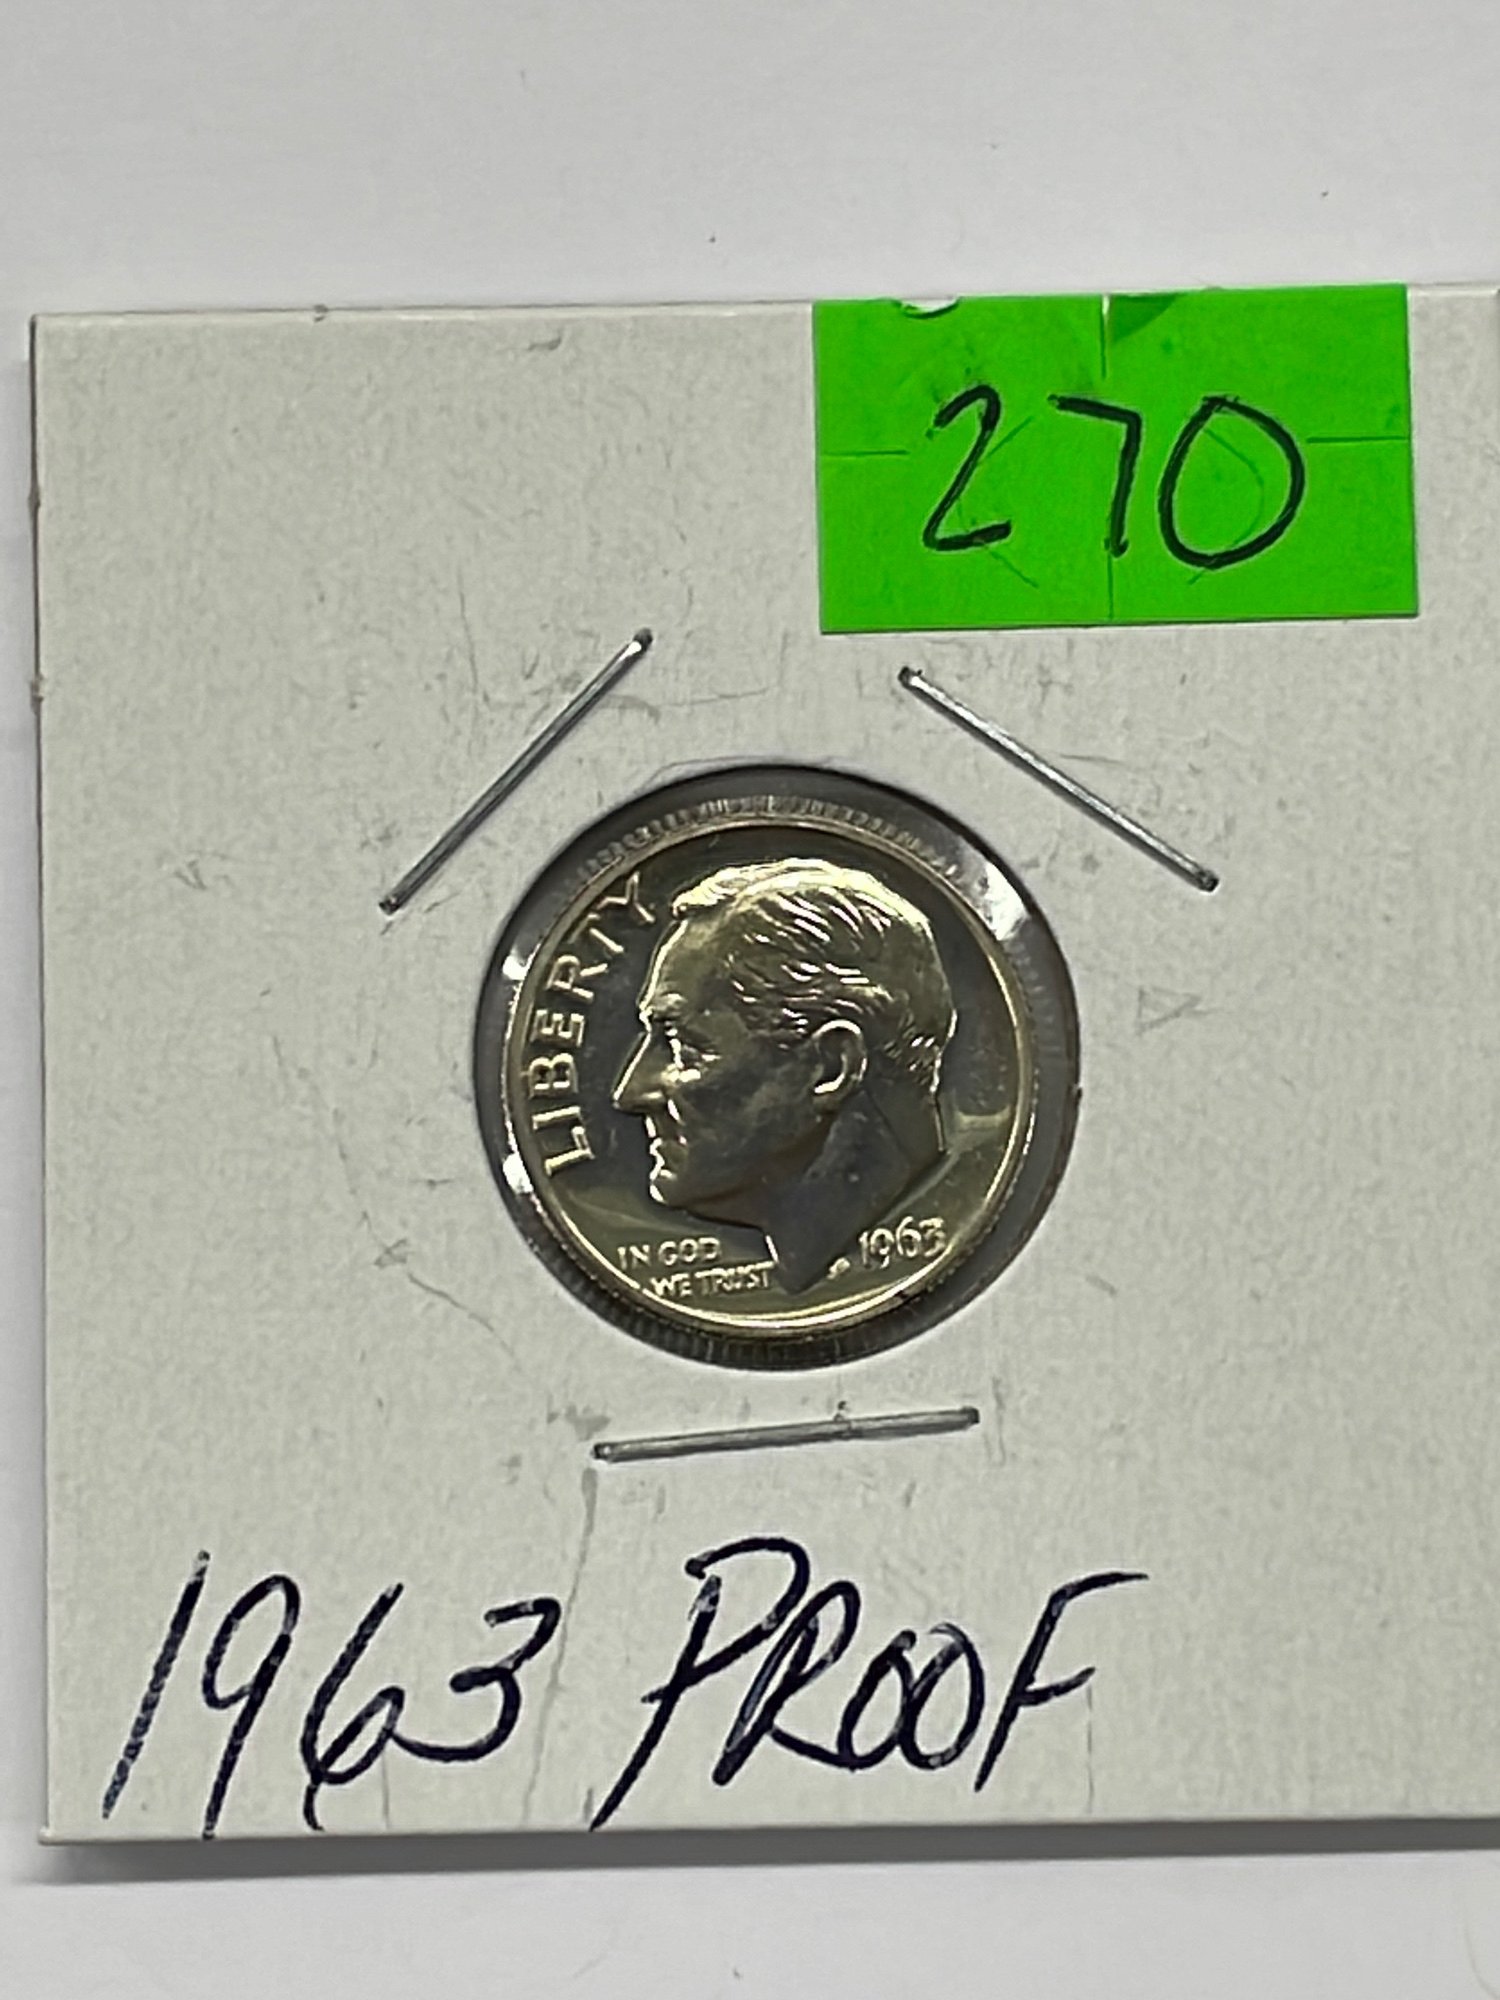 270
LIBERTY
IN GOD
WE TRUST
1963
1963 PROOF